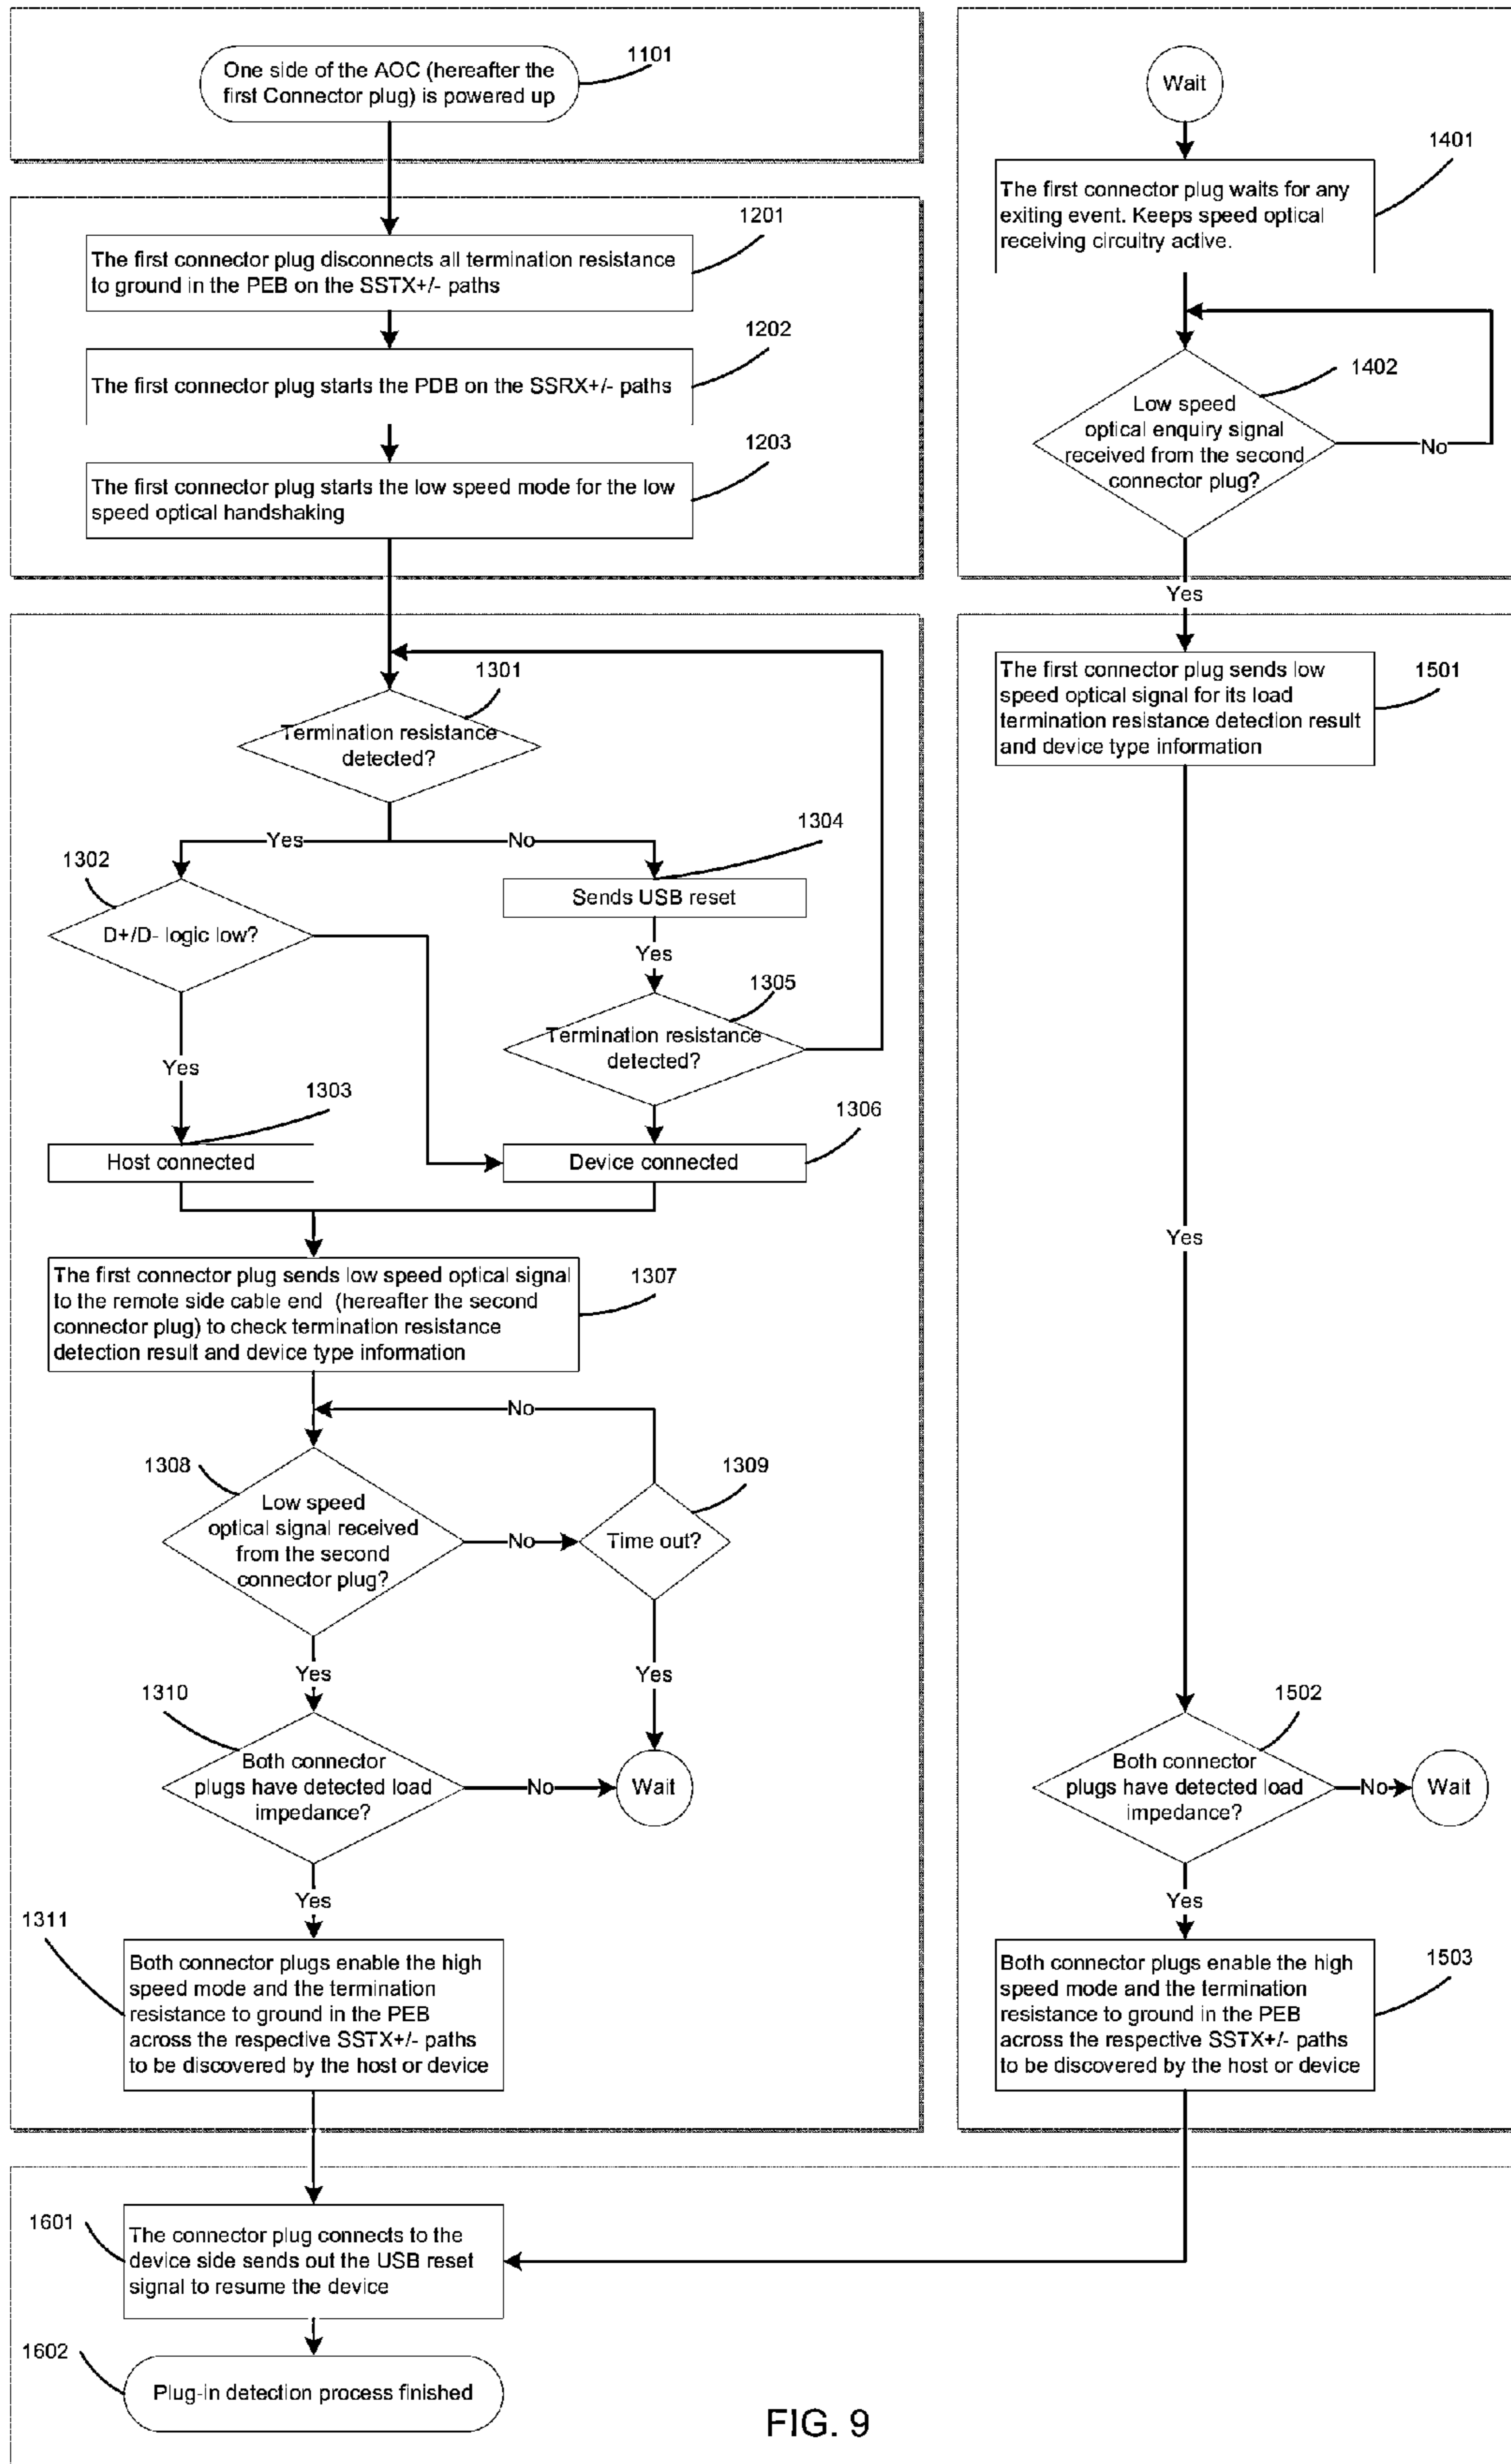 One side of the AOC (hereafter the
first Connector plug) is powered up
1101
The first connector plug disconnects all termination resistance
to ground in the PEB on the SSTX+/- paths
1201
The first connector plug starts the PDB on the SSRX+/- paths
1202
The first connector plug starts the low speed mode for the low
speed optical handshaking
1203
Termination resistance
detected?
1301
Yes
No
1302
D+/D- logic low?
1304
Sends USB reset
Yes
1305
Termination resistance
detected?
Yes
1303
Host connected
1306
Device connected
The first connector plug sends low speed optical signal
to the remote side cable end (hereafter the second
connector plug) to check termination resistance
detection result and device type information
1307
No
1308
Low speed
optical signal received
from the second
connector plug?
No
1309
Time out?
Yes
Yes
1310
Both connector
plugs have detected load
impedance?
No
Wait
Yes
1311
Both connector plugs enable the high
speed mode and the termination
resistance to ground in the PEB
across the respective SSTX+/- paths
to be discovered by the host or device
Wait
1401
The first connector plug waits for any
exiting event. Keeps speed optical
receiving circuitry active.
1402
Low speed
optical enquiry signal
received from the second
connector plug?
No
Yes
The first connector plug sends low
speed optical signal for its load
termination resistance detection result
and device type information
1501
Yes
1502
Both connector
plugs have detected load
impedance?
No
Wait
Yes
Both connector plugs enable the high
speed mode and the termination
resistance to ground in the PEB
across the respective SSTX+/- paths
to be discovered by the host or device
1503
1601
The connector plug connects to the
device side sends out the USB reset
signal to resume the device
1602
Plug-in detection process finished
FIG. 9